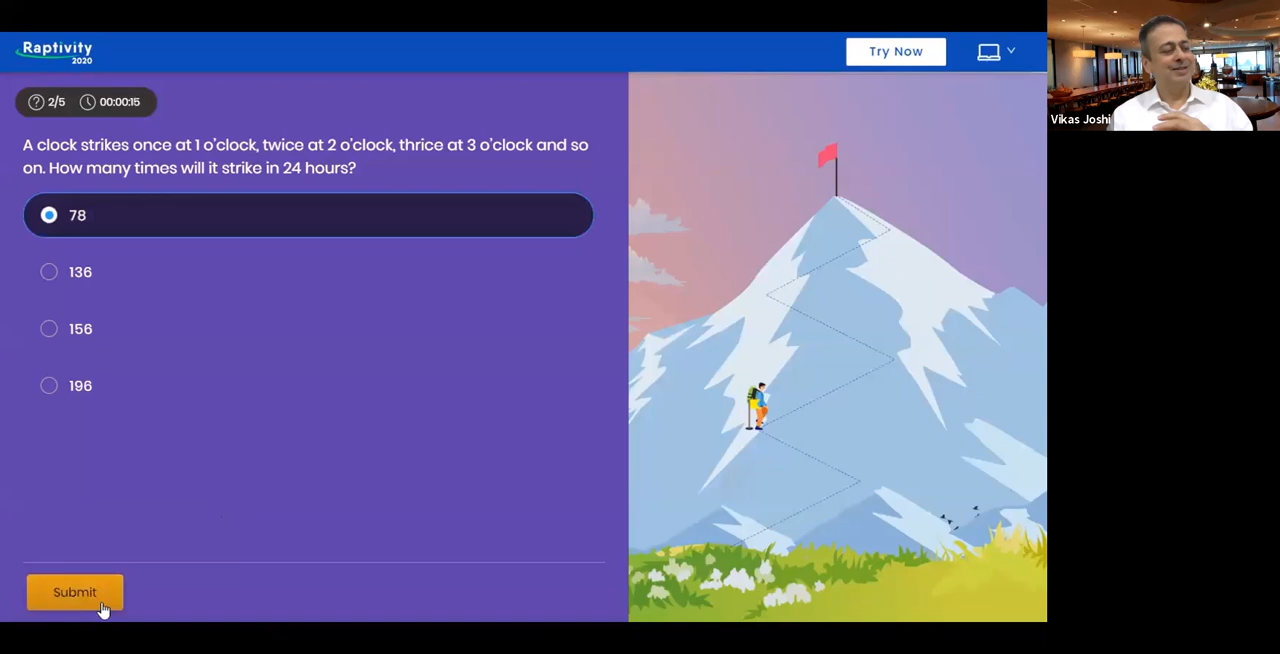 Raptivity
2020
Try Now
2/5 00:00:15
A clock strikes once at 1 o'clock, twice at 2 o'clock, thrice at 3 o'clock and so
on. How many times will it strike in 24 hours?
78
136
156
196
Submit
Vikas Joshi